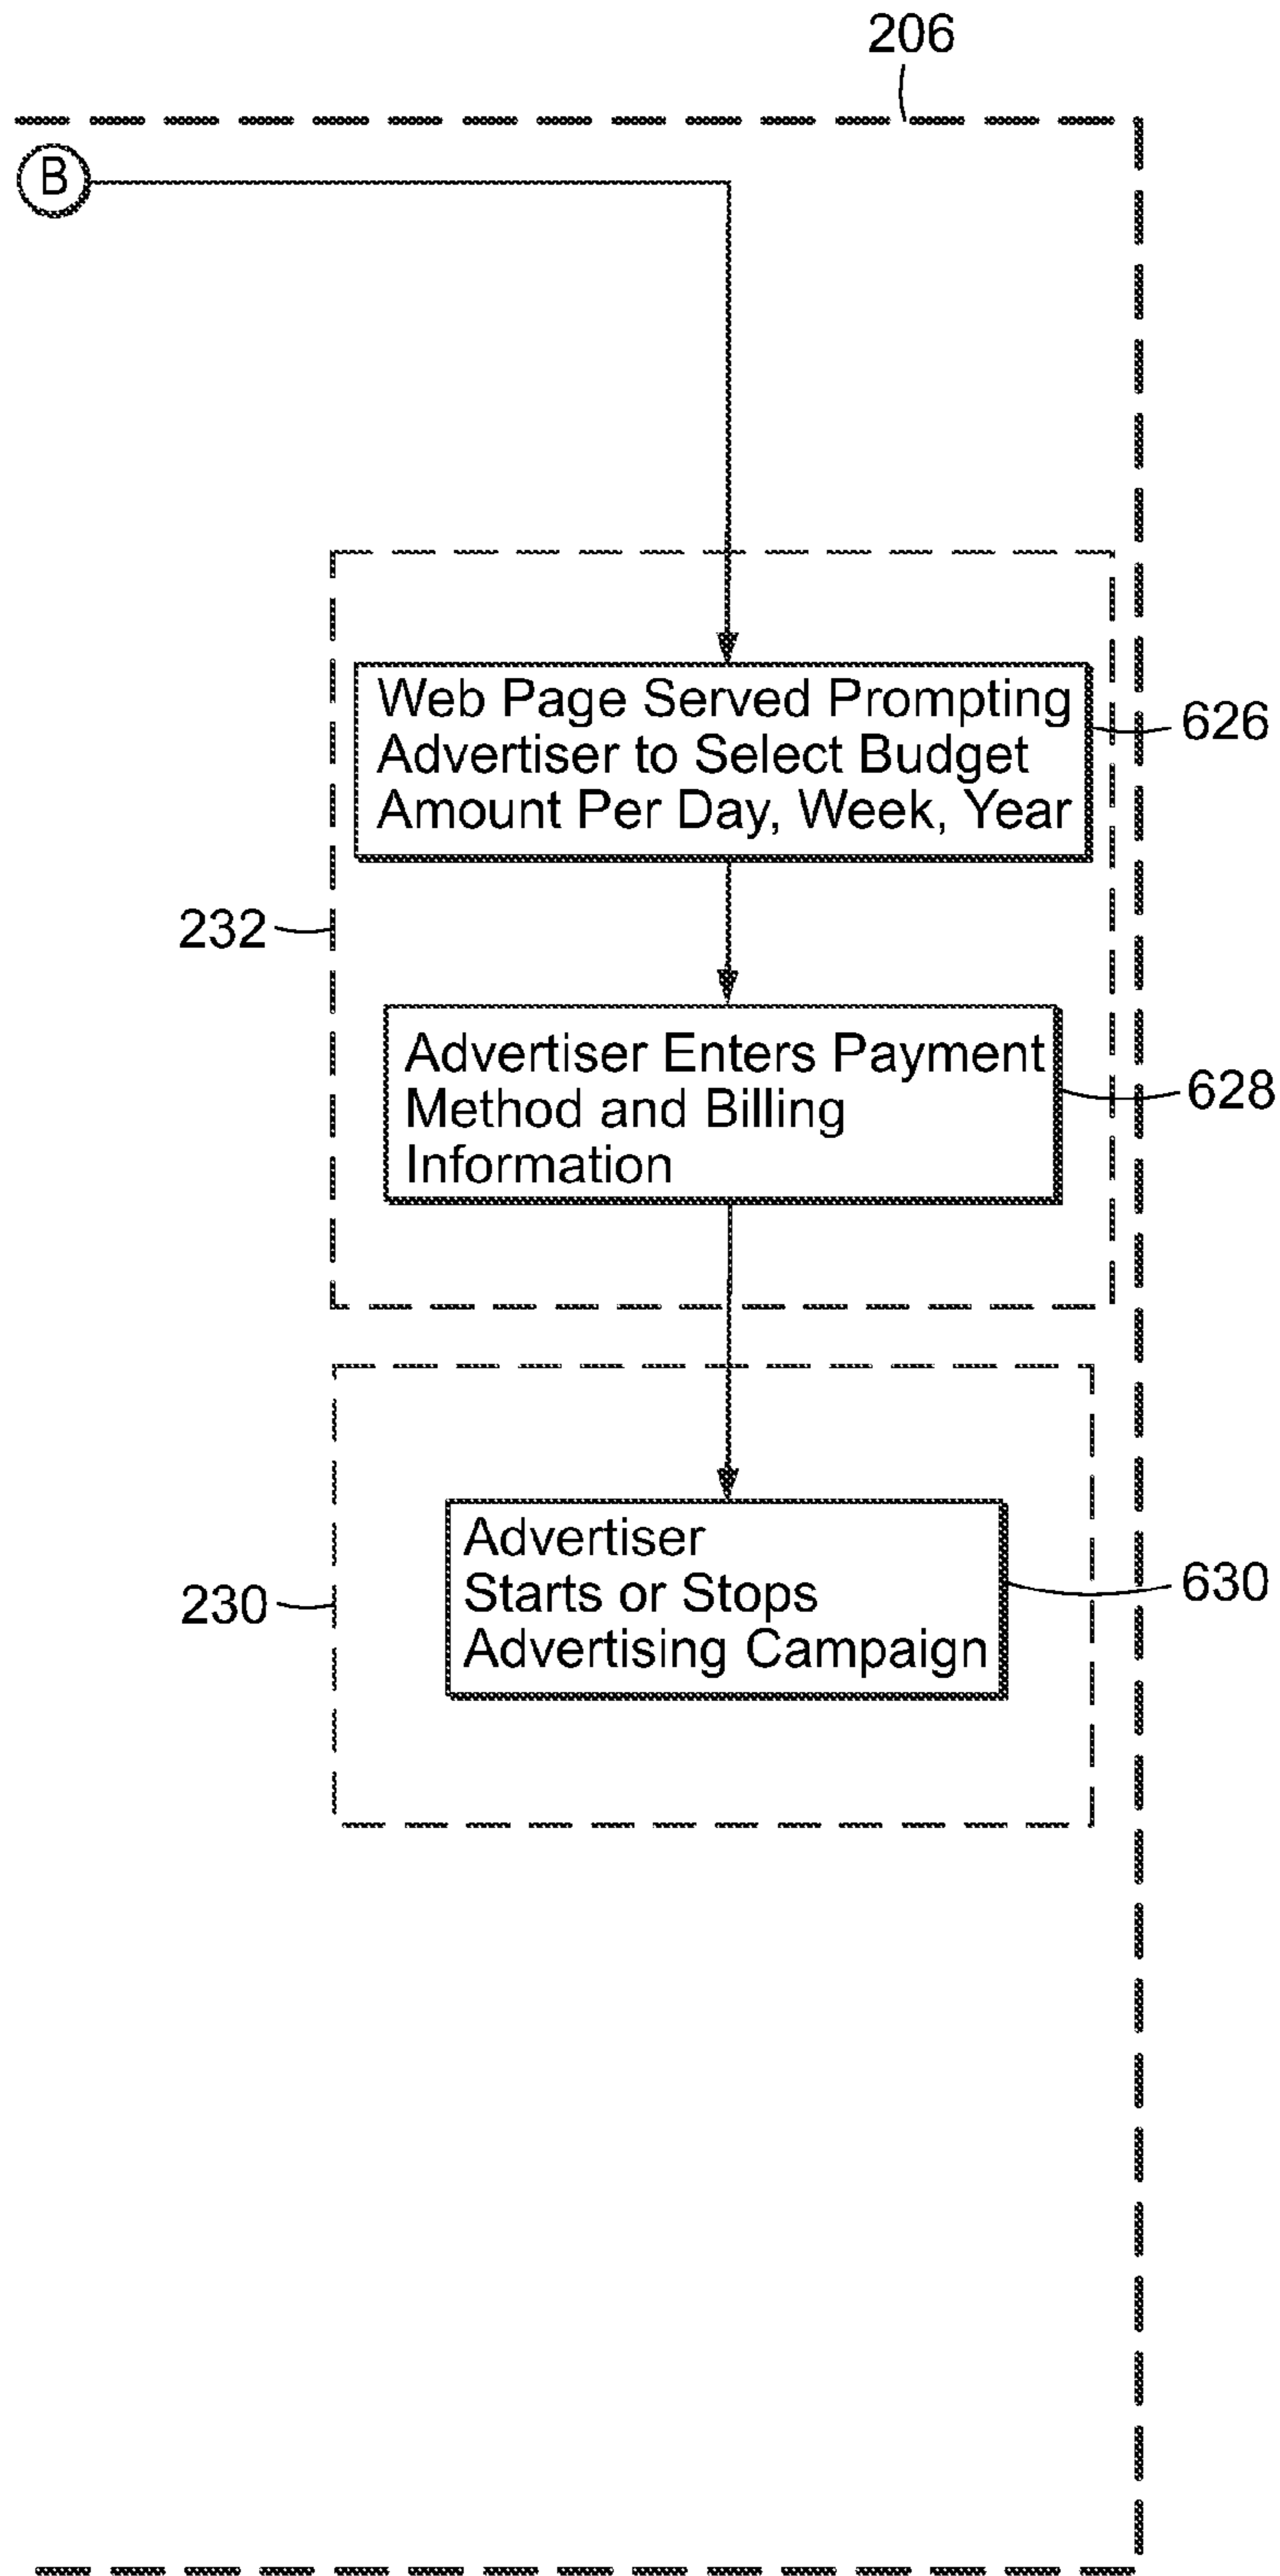 206
B
Web Page Served Prompting
Advertiser to Select Budget
Amount Per Day, Week, Year
626
232
Advertiser Enters Payment
Method and Billing
Information
628
Advertiser
Starts or Stops
Advertising Campaign
630
230